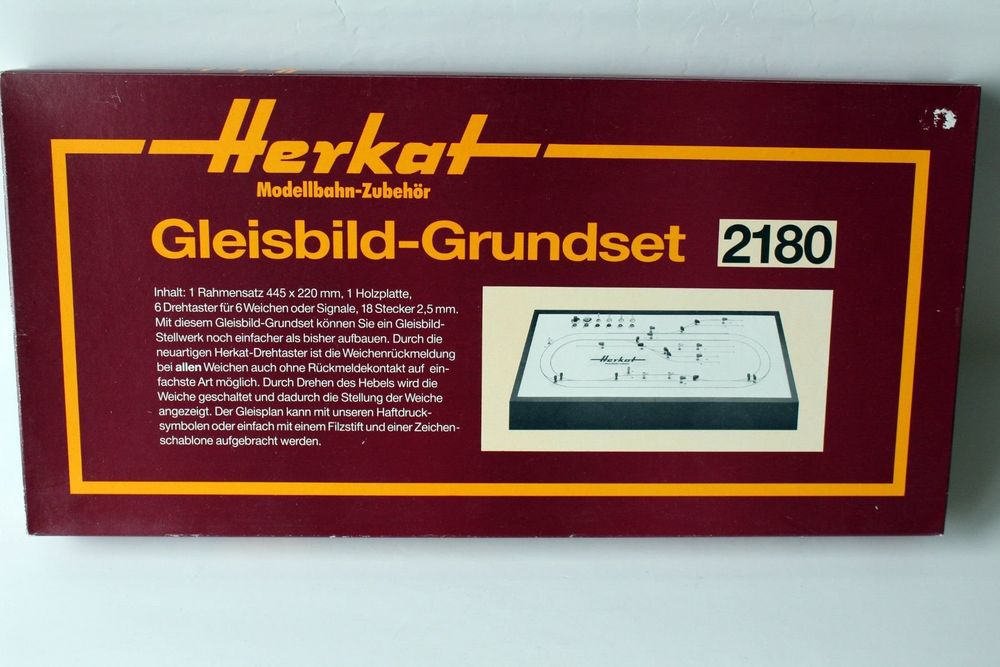 Herkat
Modellbahn-Zubehör
Gleisbild-Grundset 2180
Inhalt: 1 Rahmensatz 445 x 220 mm, 1 Holzplatte,
6 Drehtaster für 6 Weichen oder Signale, 18 Stecker 2,5 mm.
Mit diesem Gleisbild-Grundset können Sie ein Gleisbild-
Stellwerk noch einfacher als bisher aufbauen. Durch die
neuartigen Herkat-Drehtaster ist die Weichenrückmeldung
bei allen Weichen auch ohne Rückmeldekontakt auf ein-
fachste Art möglich. Durch Drehen des Hebels wird die
Weiche geschaltet und dadurch die Stellung der Weiche
angezeigt. Der Gleisplan kann mit unseren Haftdruck-
symbolen oder einfach mit einem Filzstift und einer Zeichen-
schablone aufgebracht werden.
Herkat